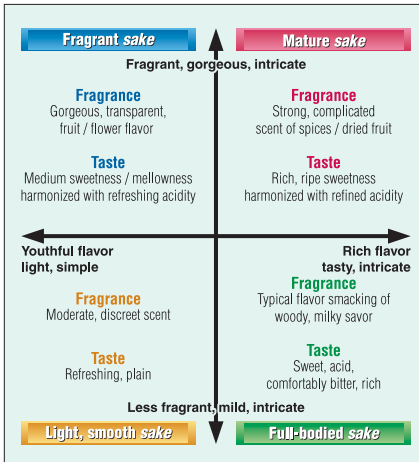 Fragrant sake
Mature sake
Fragrant, gorgeous, intricate
Fragrance
Gorgeous, transparent,
fruit / flower flavor
Taste
Medium sweetness / mellowness
harmonized with refreshing acidity
Fragrance
Strong, complicated
scent of spices / dried fruit
Taste
Rich, ripe sweetness
harmonized with refined acidity
Youthful flavor
light, simple
Rich flavor
tasty, intricate
Fragrance
Moderate, discreet scent
Taste
Refreshing, plain
Fragrance
Typical flavor smacking of
woody, milky savor
Taste
Sweet, acid,
comfortably bitter, rich
Less fragrant, mild, intricate
Light, smooth sake
Full-bodied sake